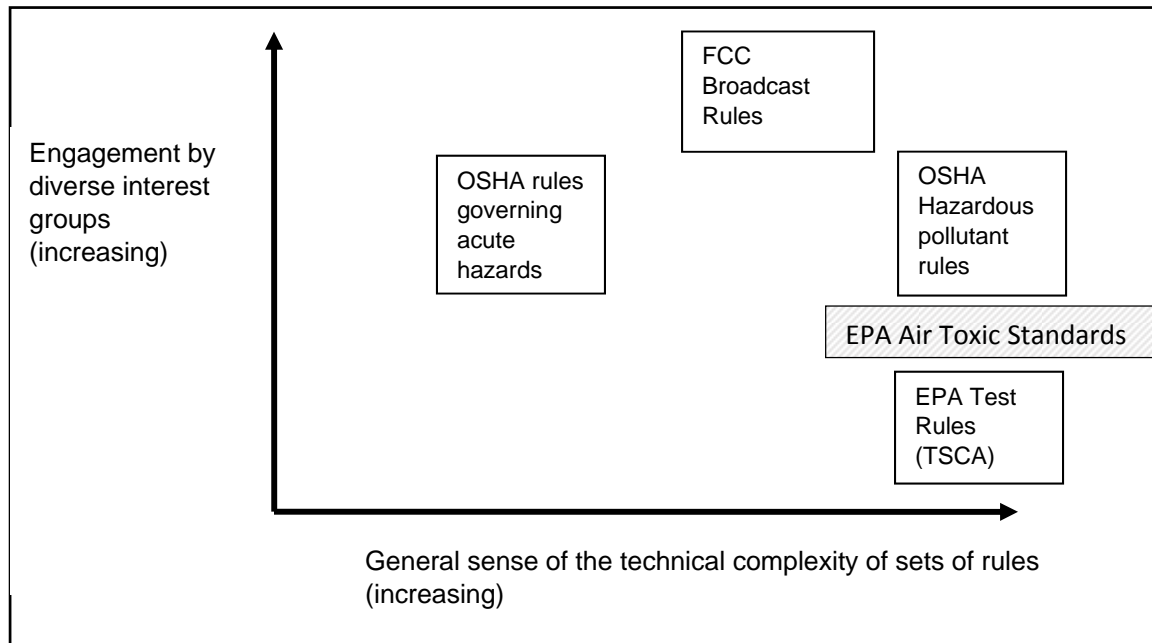 Engagement by
diverse interest
groups
(increasing)
FCC
Broadcast
Rules
OSHA rules
governing
acute
hazards
OSHA
Hazardous
pollutant
rules
EPA Air Toxic Standards
EPA Test
Rules
(TSCA)
General sense of the technical complexity of sets of rules
(increasing)